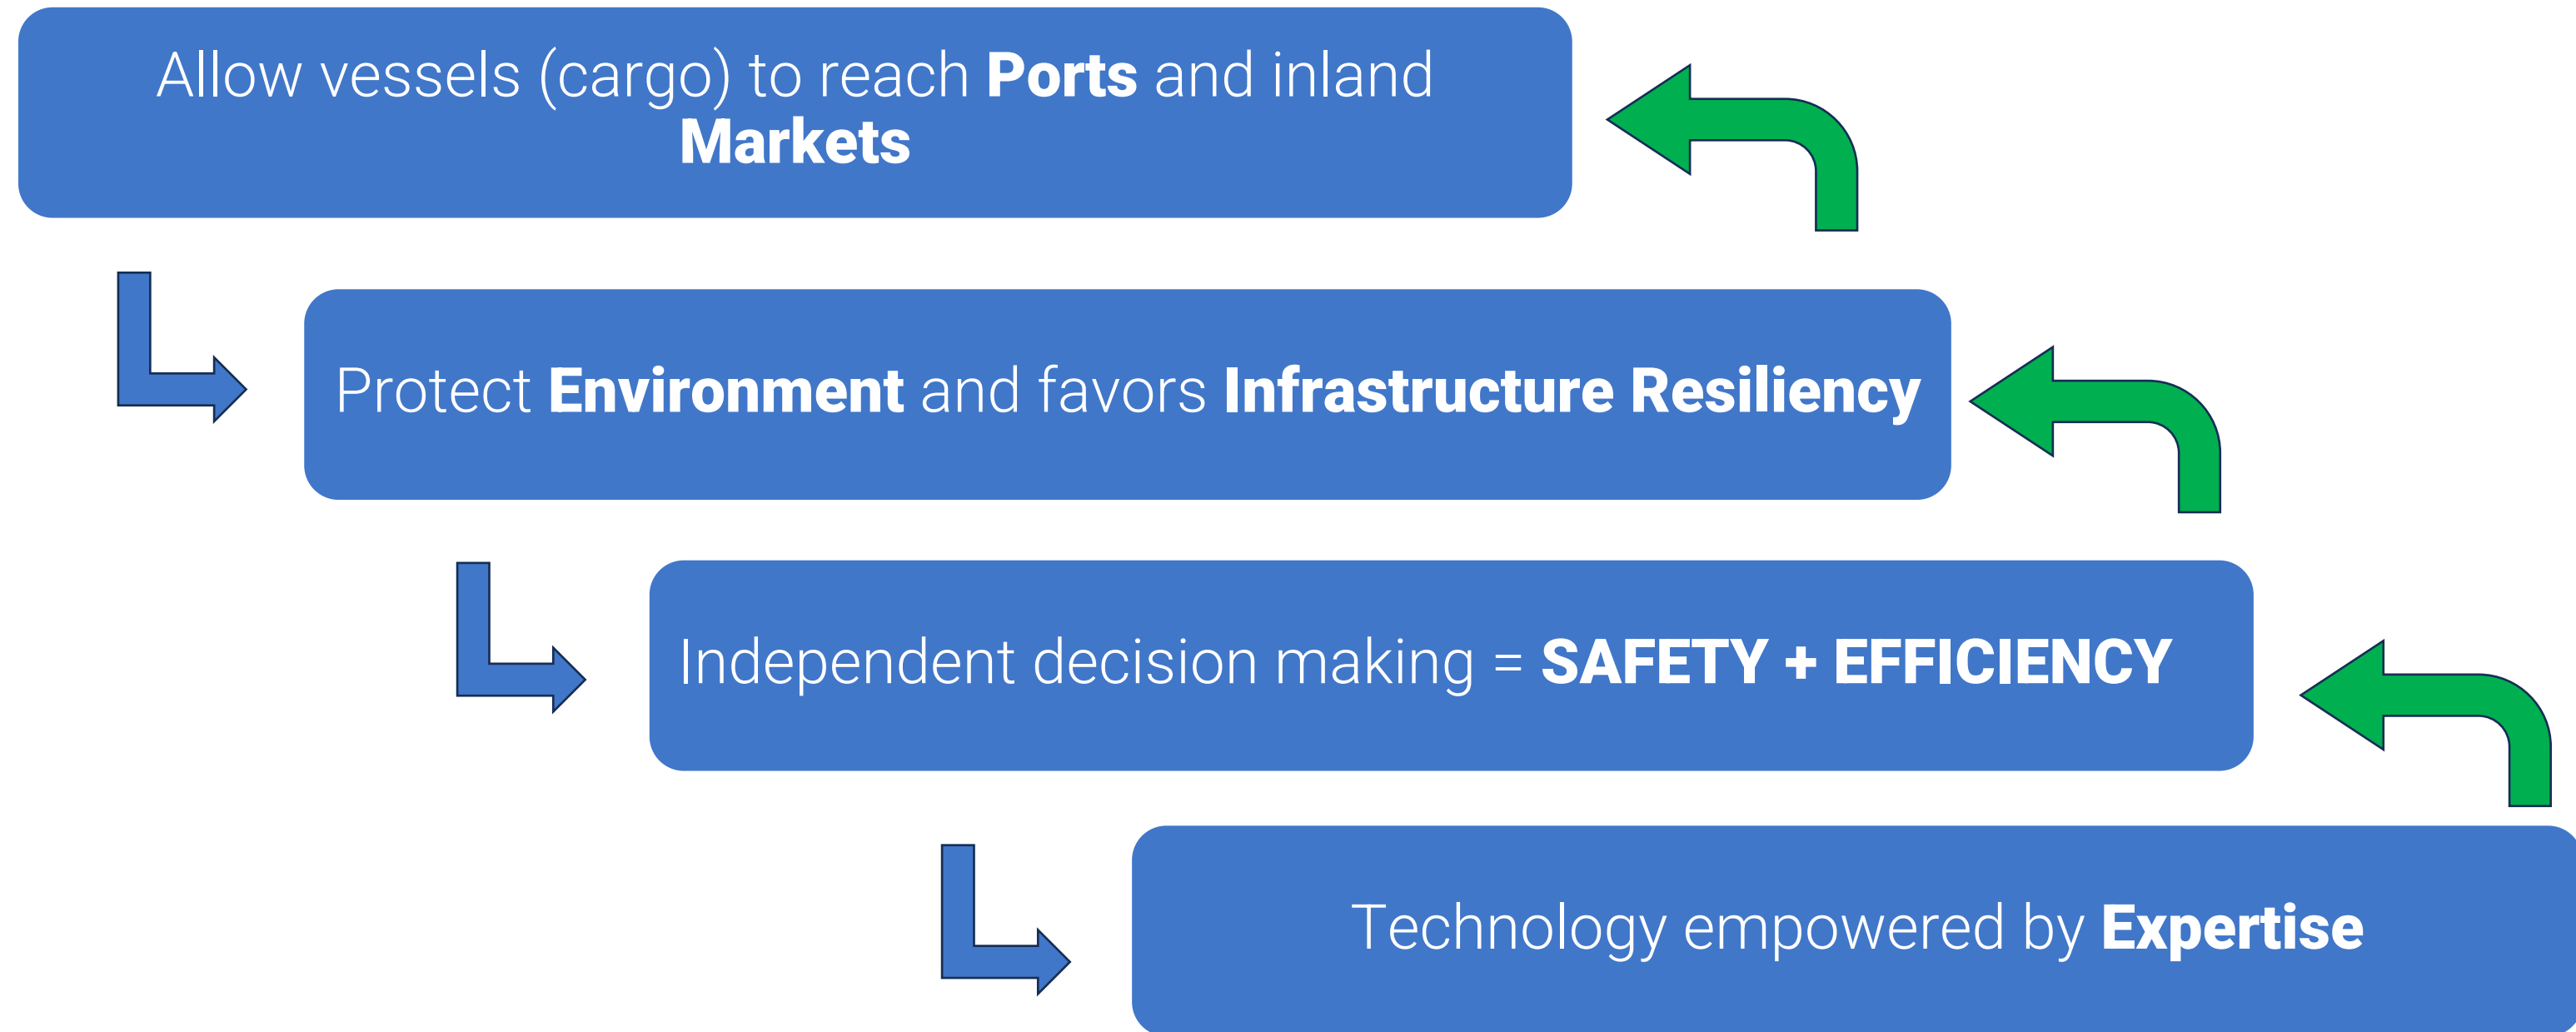 Allow vessels (cargo) to reach Ports and inland
Markets
Protect Environment and favors Infrastructure Resiliency
Independent decision making = SAFETY + EFFICIENCY
Technology empowered by Expertise